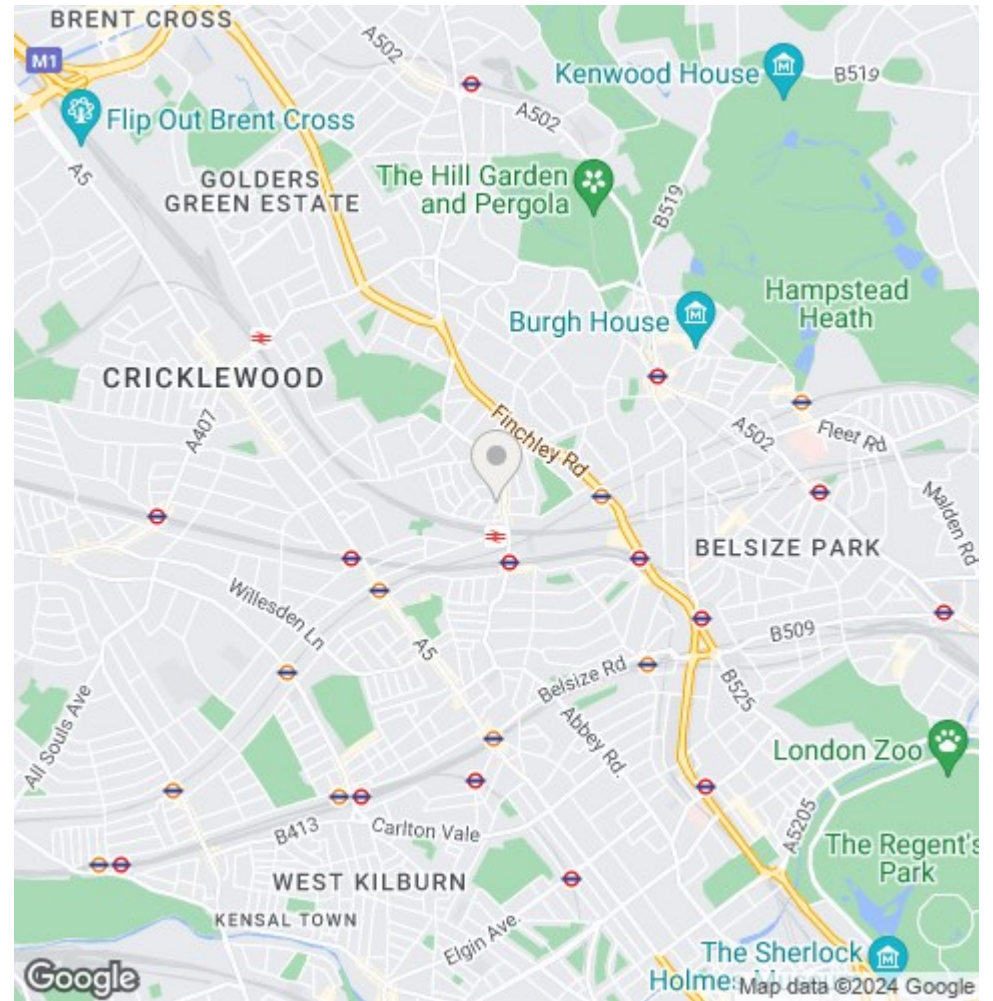 BRENT CROSS
M1
A502
Kenwood House
B519
Flip Out Brent Cross
A502
A5
The Hill Garden
and Pergola
GOLDERS
GREEN ESTATE
B519
Hampstead
Heath
Burgh House
CRICKLEWOOD
A407
Finchley Rd
A502
Fleet Rd
Malden Rd
BELSIZE PARK
Willesden Ln
A5
B509
Belsize Rd
B525
All Souls Ave
Abbey Rd.
London Zoo
A5205
B413
Carlton Vale
The Regent's
Park
WEST KILBURN
KENSAL TOWN
Elgin Ave.
The Sherlock
Holmes Museum
Google
Map data ©2024 Google